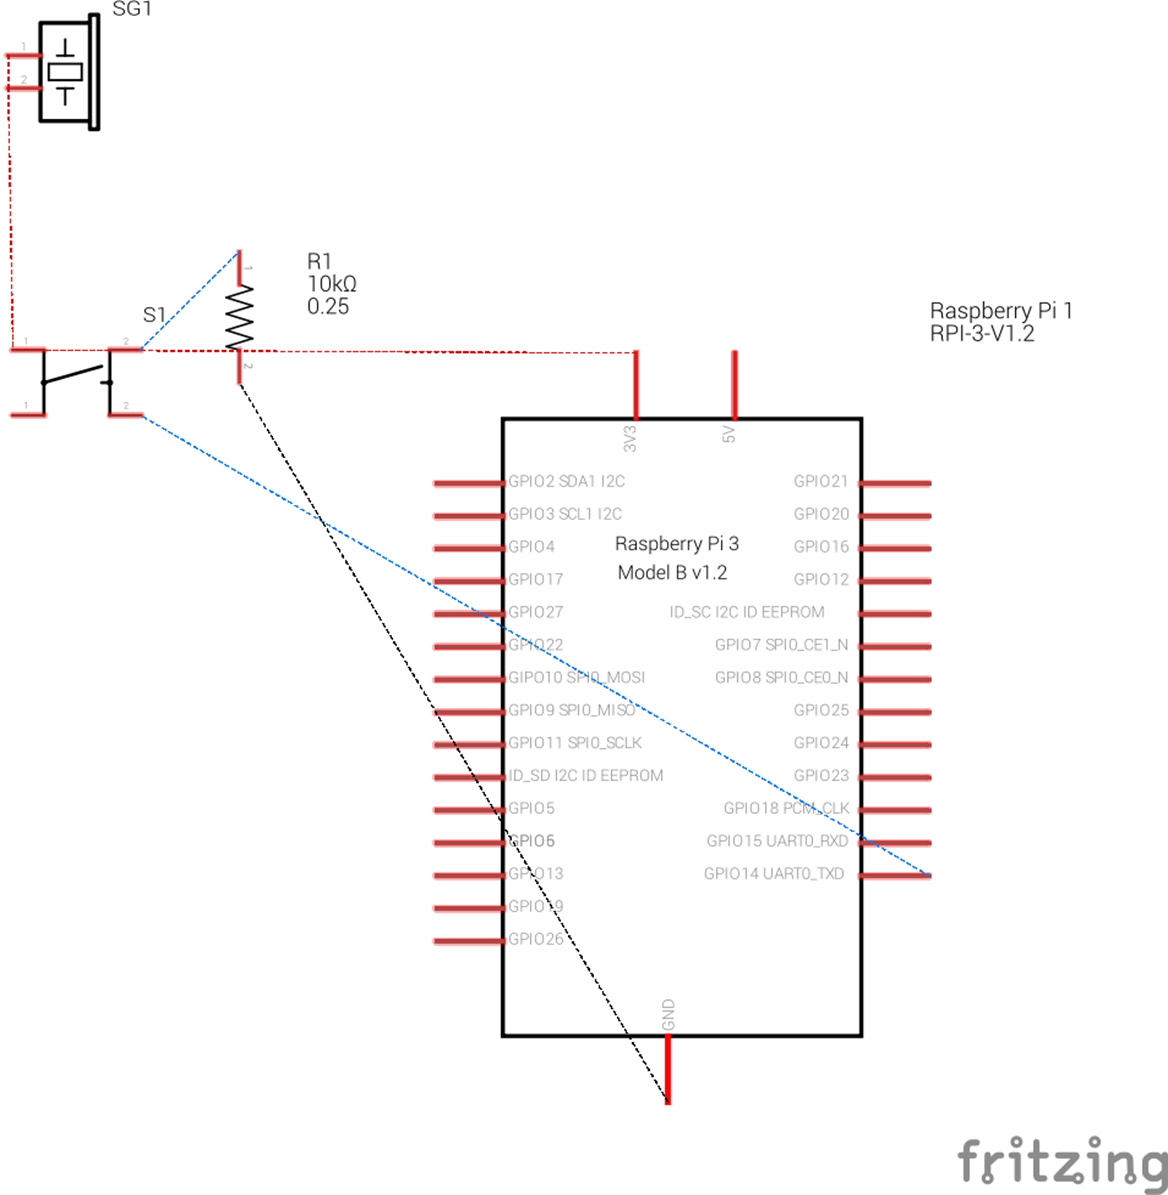 SG1
1
2
R1
10kΩ
0.25
1
2
S1
1
2
1
2
Raspberry Pi 1
RPI-3-V1.2
3V3
5V
GPIO2 SDA1 I2C
GPIO21
GPIO3 SCL1 I2C
GPIO20
GPIO4
Raspberry Pi 3
GPIO16
Model B v1.2
GPIO17
GPIO12
GPIO27
ID_SC I2C ID EEPROM
GPIO22
GPIO7 SPI0_CE1_N
GIPO10 SPI0_MOSI
GPIO8 SPI0_CE0_N
GPIO9 SPI0_MISO
GPIO25
GPIO11 SPI0_SCLK
GPIO24
ID_SD I2C ID EEPROM
GPIO23
GPIO5
GPIO18 PCM_CLK
GPIO6
GPIO15 UART0_RXD
GPIO13
GPIO14 UART0_TXD
GPIO19
GPIO26
GND
fritzing